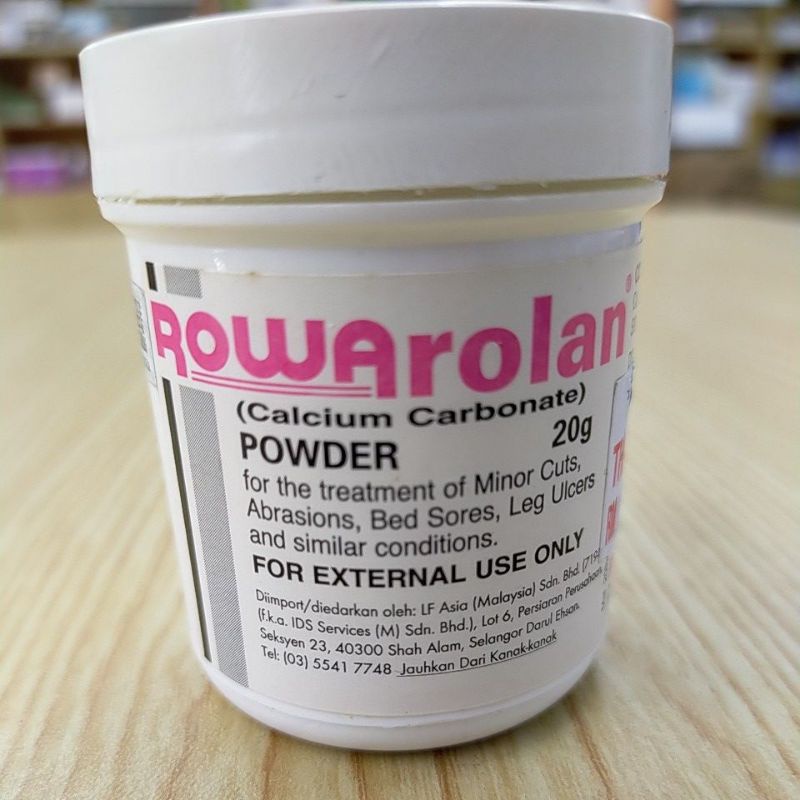 ROWArolan®
(Calcium Carbonate)
POWDER 20g
for the treatment of Minor Cuts,
Abrasions, Bed Sores, Leg Ulcers
and similar conditions.
FOR EXTERNAL USE ONLY
Diimport/diedarkan oleh: LF Asia (Malaysia) Sdn. Bhd.
(f.k.a. IDS Services (M) Sdn. Bhd.), Lot 6, Persiaran Perusahaan,
Seksyen 23, 40300 Shah Alam, Selangor Darul Ehsan.
Tel: (03) 5541 7748 Jauhkan Dari Kanak-kanak